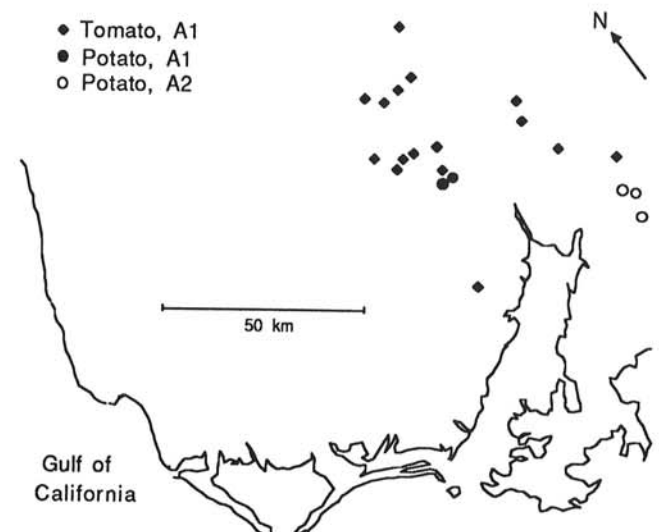 Tomato, A1
Potato, A1
Potato, A2
N
50 km
Gulf of
California